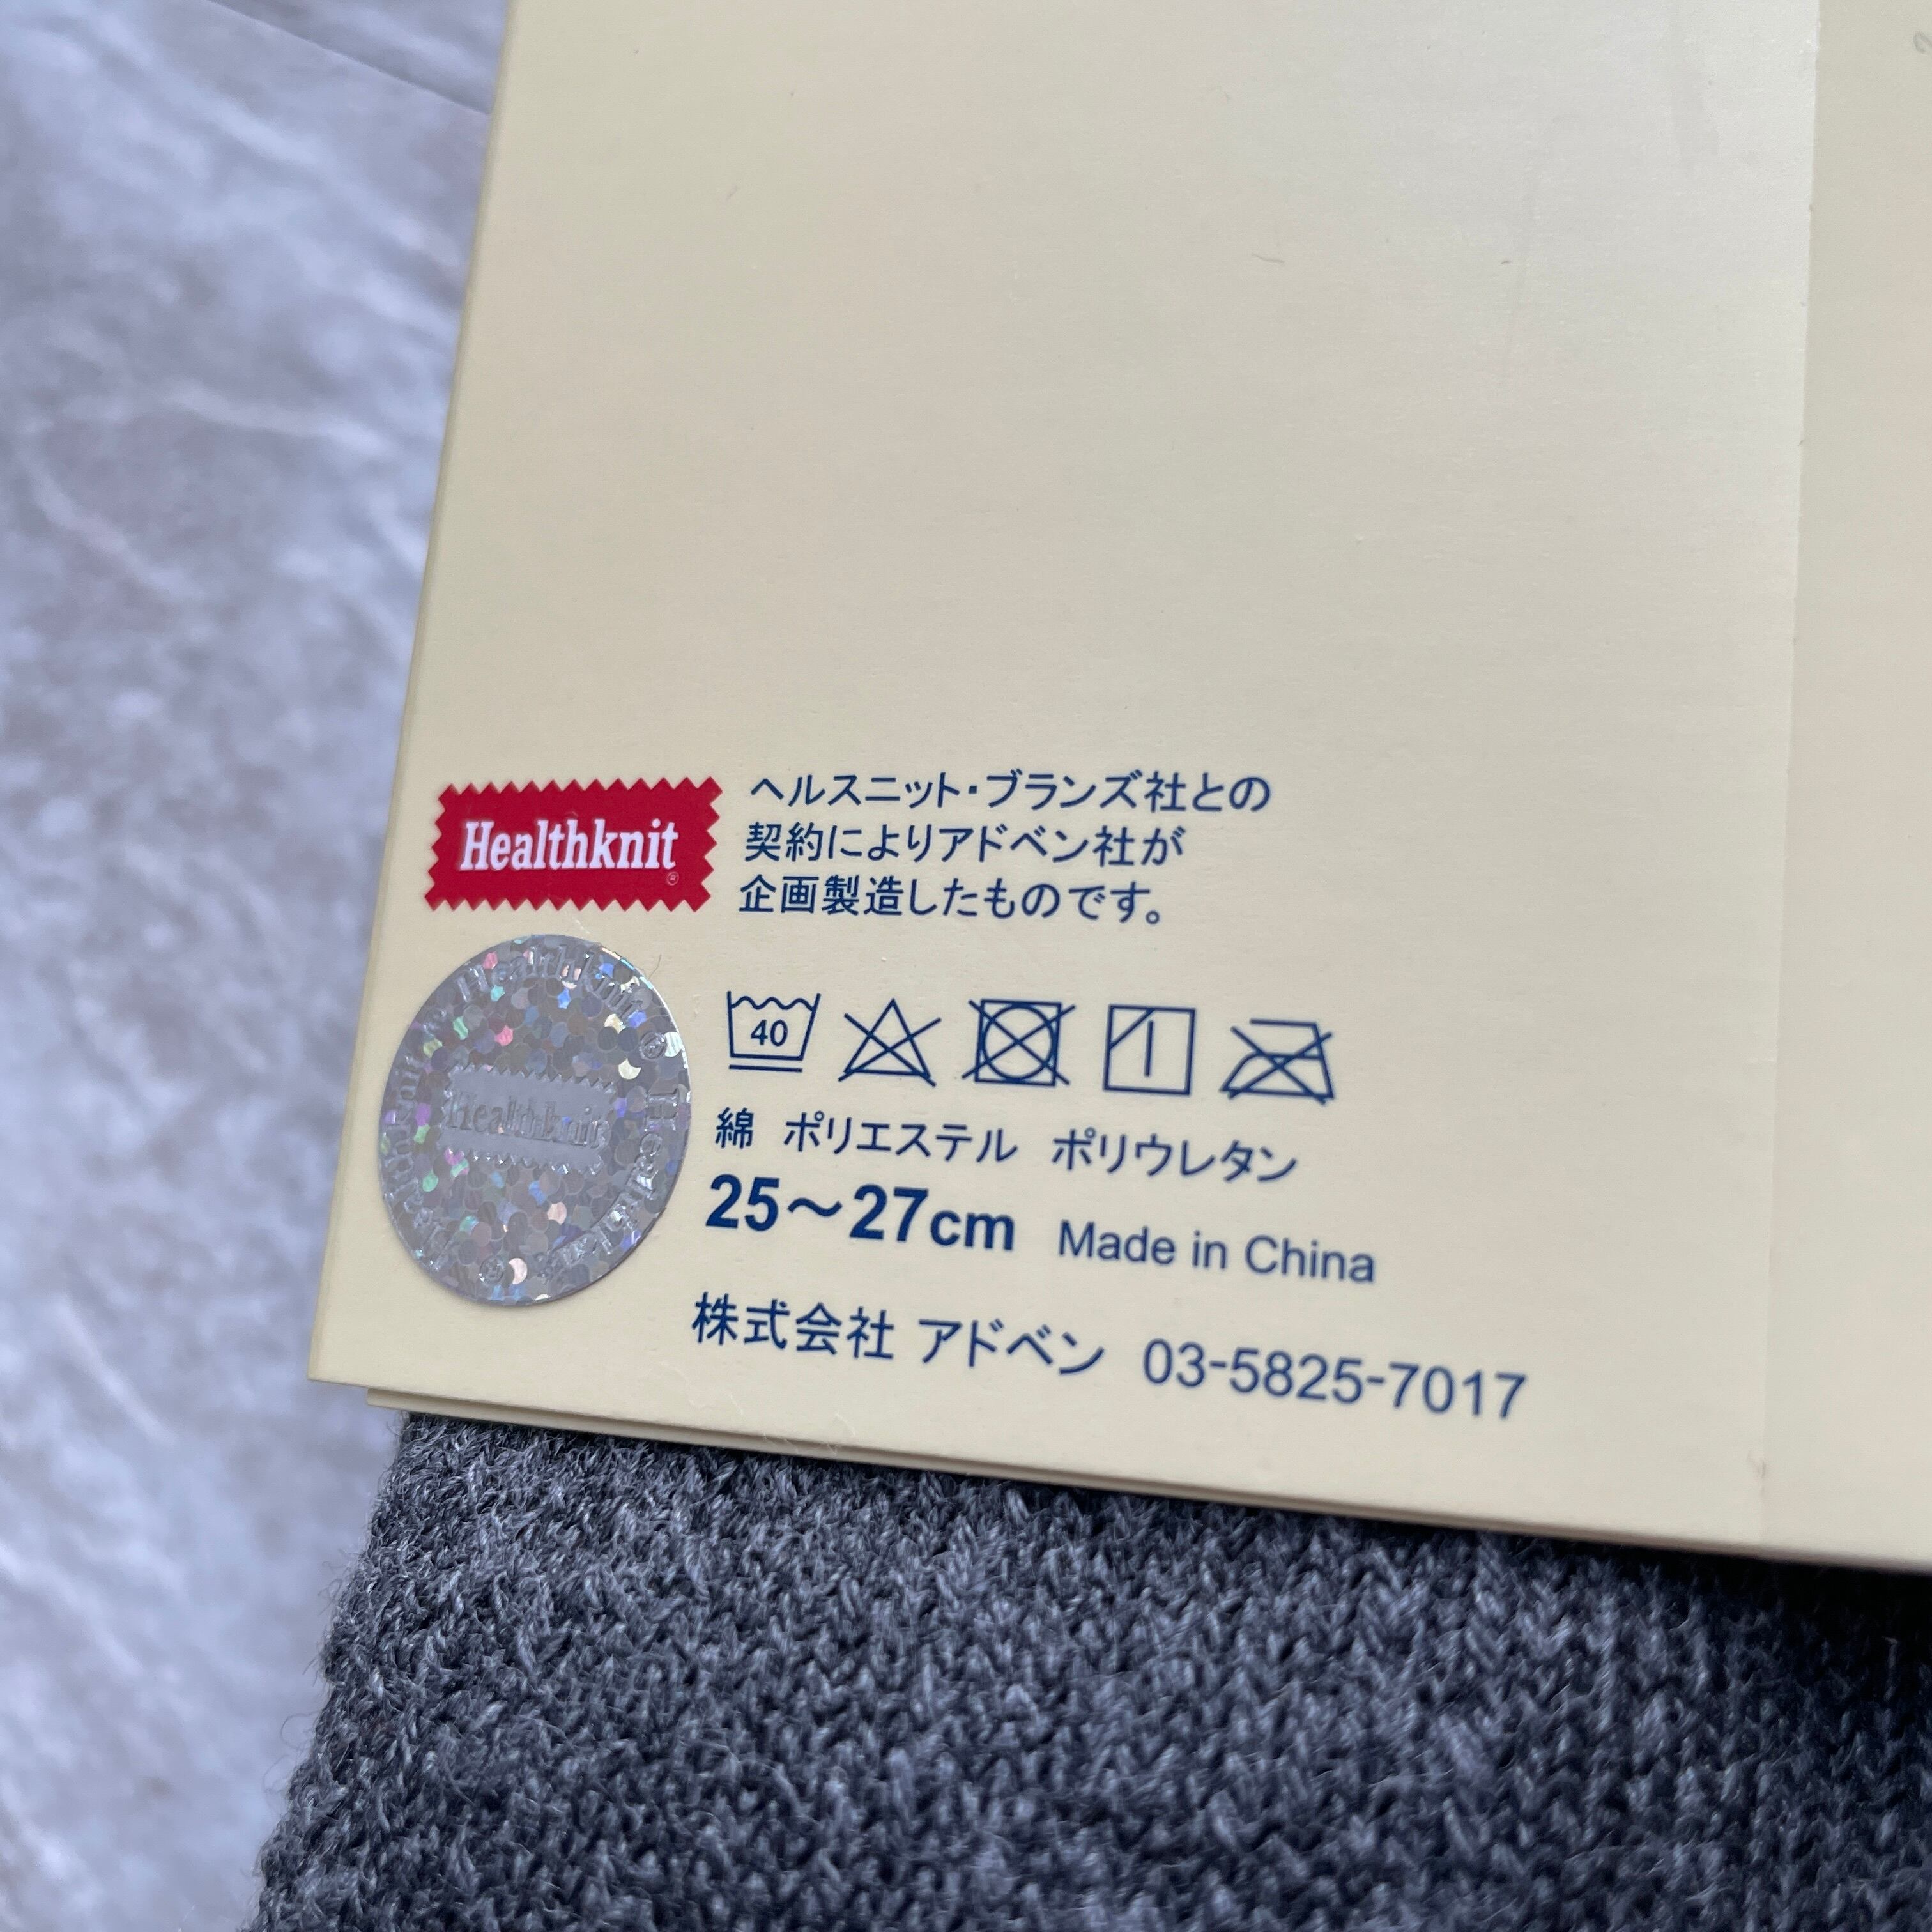 ヘルスニット・ブランズ社との
契約によりアドベン社が
企画製造したものです。
Healthknit®
40
Healthknit
綿 ポリエステル ポリウレタン
25～27cm Made in China
株式会社 アドベン 03-5825-7017